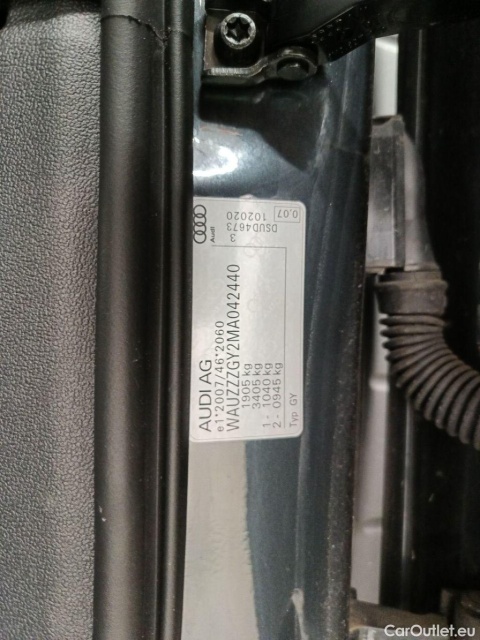 AUDI AG
e1*2007/46*2060
WAUZZZGY2MA042440
1905 kg
3405 kg
1- 1040 kg
2- 0945 kg
Typ GY
Audi
3
DSUD4673
102020
0.07
CarOutlet.eu